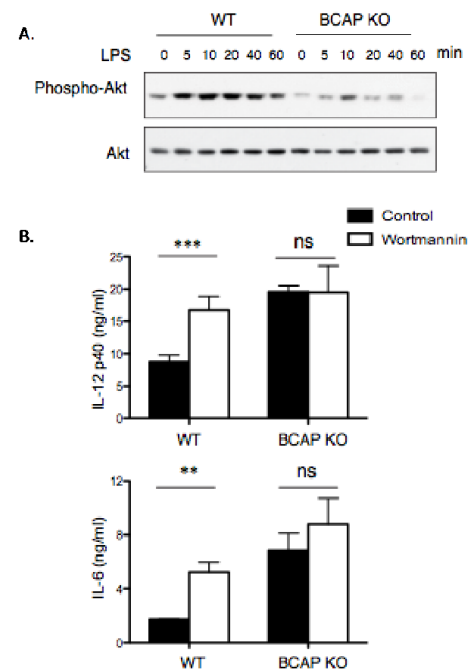 A.
WT BCAP KO
LPS 0 5 10 20 40 60 0 5 10 20 40 60 min
Phospho-Akt
Akt
Control
Wortmannin
B.
*** ns
25
20
15
10
5
0
IL-12 p40 (ng/ml)
WT BCAP KO
** ns
12
8
4
0
IL-6 (ng/ml)
WT BCAP KO